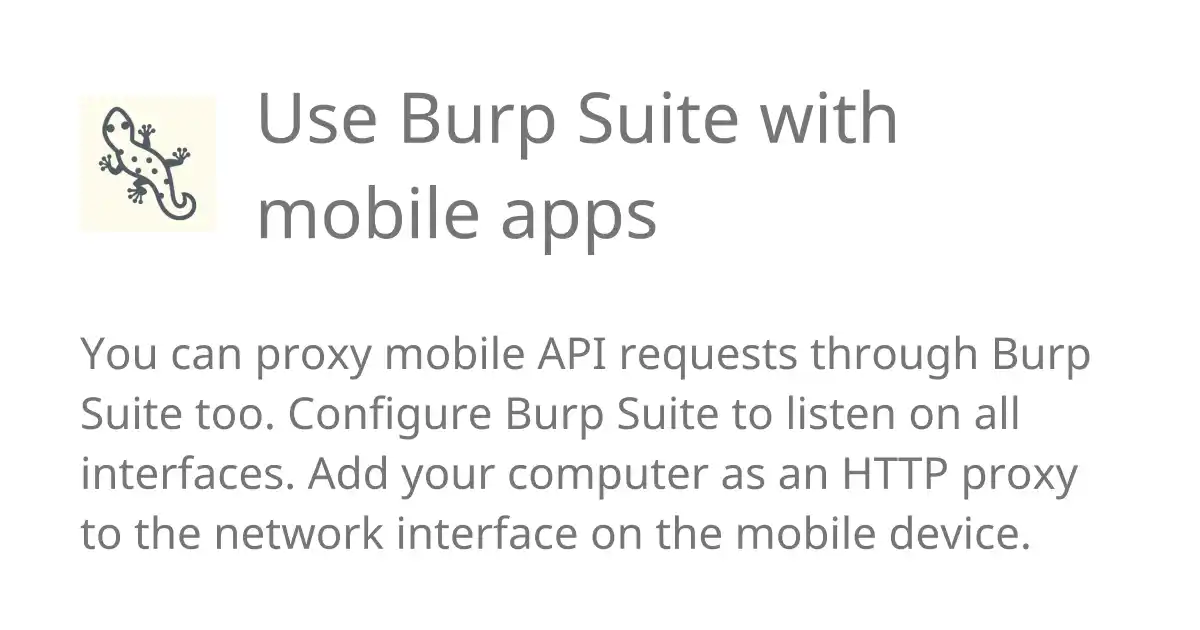 Use Burp Suite with
mobile apps
You can proxy mobile API requests through Burp
Suite too. Configure Burp Suite to listen on all
interfaces. Add your computer as an HTTP proxy
to the network interface on the mobile device.